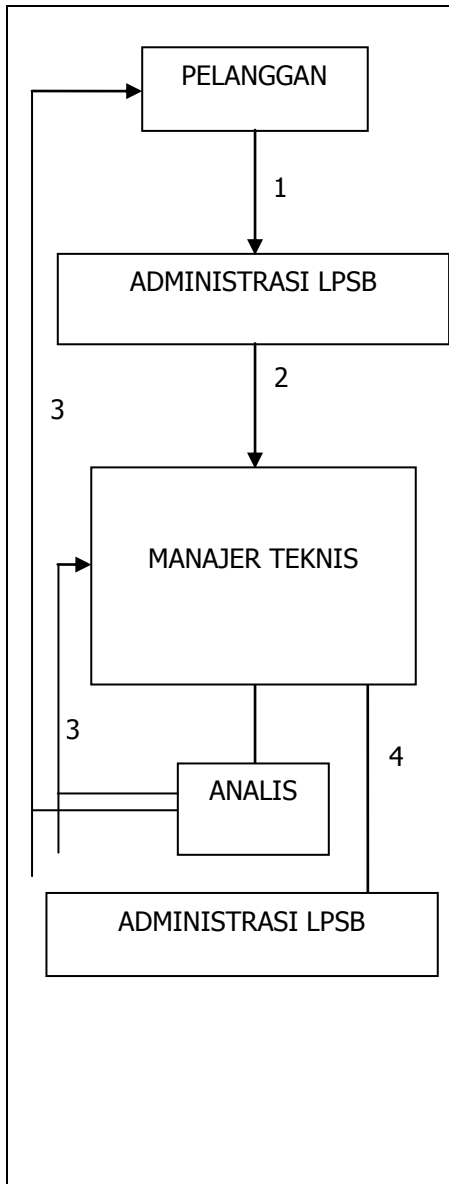 PELANGGAN
1
ADMINISTRASI LPSB
2
3
MANAJER TEKNIS
3
4
ANALIS
ADMINISTRASI LPSB